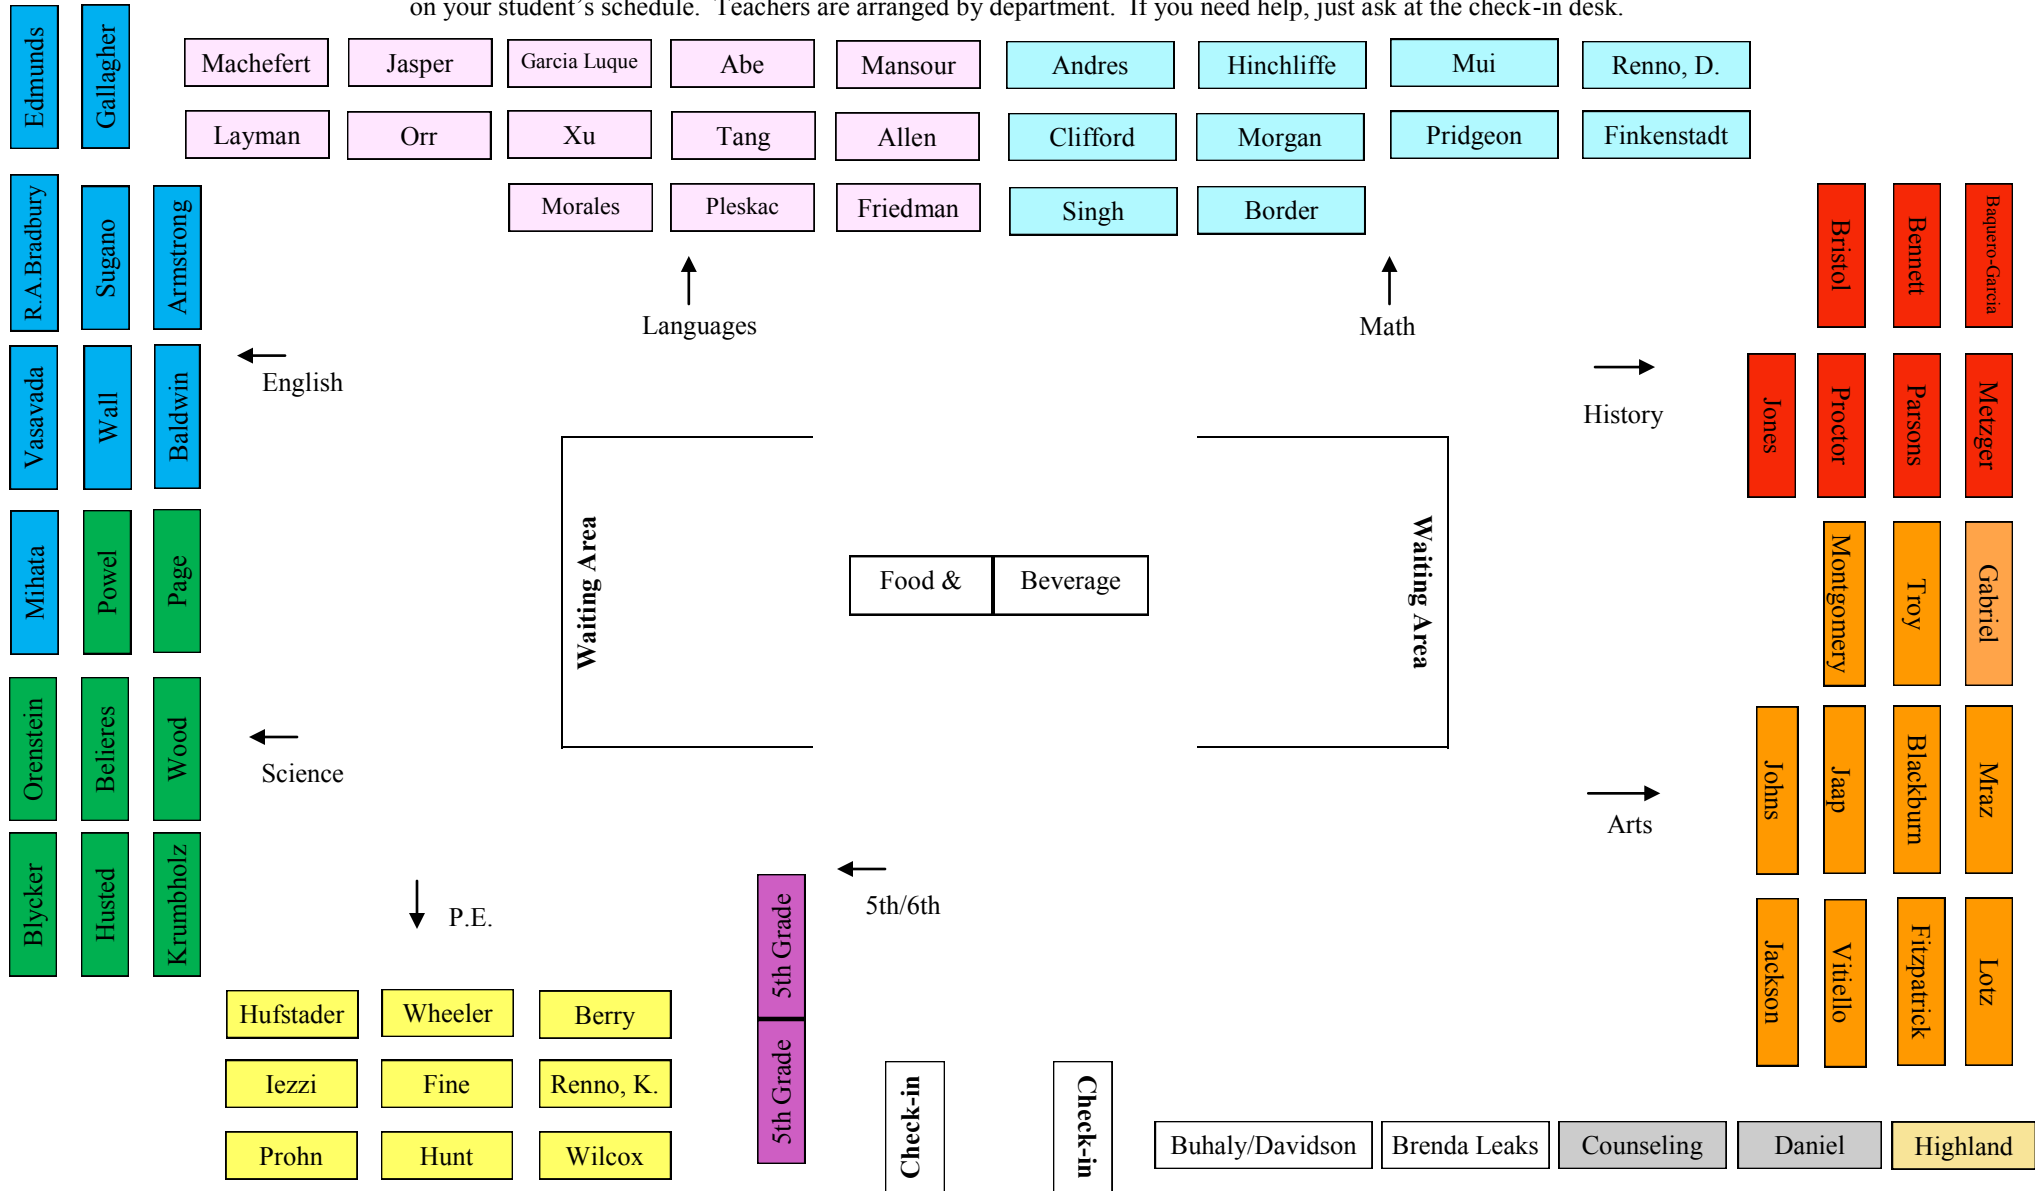 on your student's schedule.  Teachers are arranged by department.  If you need help, just ask at the check-in desk.
Edmunds
Gallagher
Machefert
Jasper
Garcia Luque
Abe
Mansour
Andres
Hinchliffe
Mui
Renno, D.
Layman
Orr
Xu
Tang
Allen
Clifford
Morgan
Pridgeon
Finkenstadt
Morales
Pleskac
Friedman
Singh
Border
R.A.Bradbury
Sugano
Armstrong
Bristol
Bennett
Baquero-Garcia
Languages
Math
English
History
Vasavada
Wall
Baldwin
Jones
Proctor
Parsons
Metzger
Mihata
Powel
Page
Waiting Area
Food &
Beverage
Waiting Area
Montgomery
Troy
Gabriel
Orenstein
Belieres
Wood
Science
Johns
Jaap
Blackburn
Mraz
Arts
Blycker
Husted
Krumbholz
P.E.
5th/6th
5th Grade
5th Grade
Jackson
Vitiello
Fitzpatrick
Lotz
Hufstader
Wheeler
Berry
Iezzi
Fine
Renno, K.
Prohn
Hunt
Wilcox
Check-in
Check-in
Buhaly/Davidson
Brenda Leaks
Counseling
Daniel
Highland